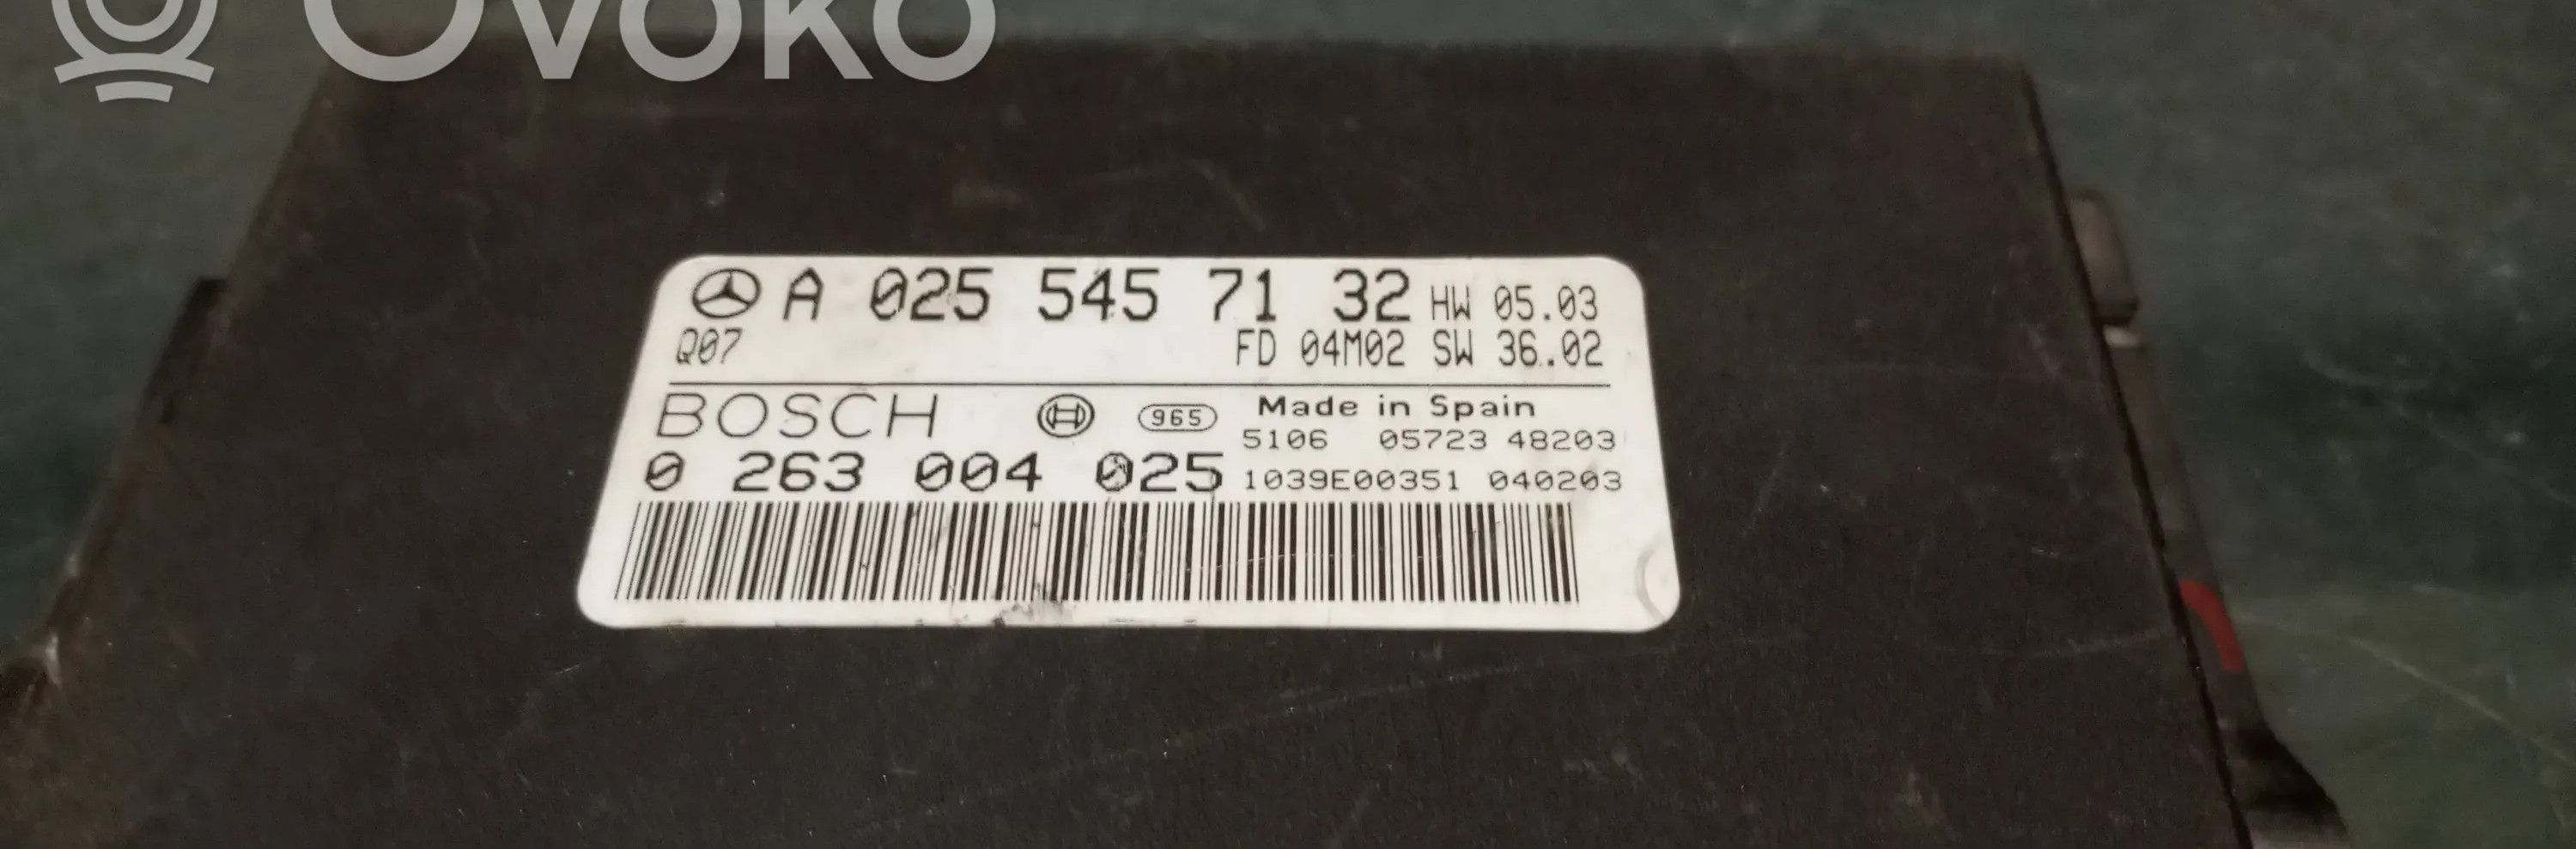 OVOKO
A 025 545 71 32 HW 05.03
Q07 FD 04M02 SW 36.02
BOSCH 965 Made in Spain
5106 05723 48203
0 263 004 025 1039E00351 040203